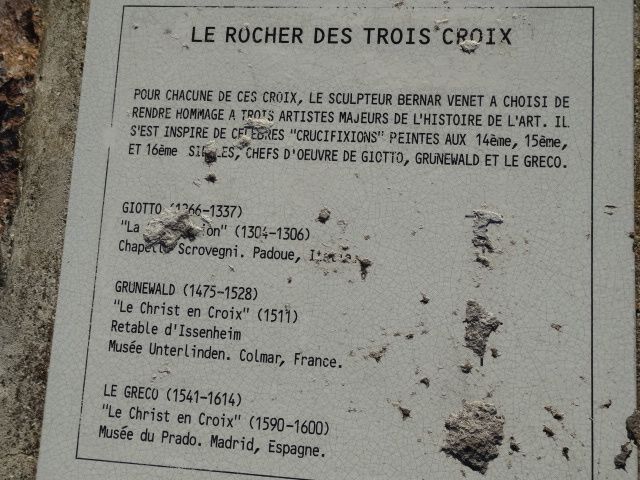 LE ROCHER DES TROIS CROIX
POUR CHACUNE DE CES CROIX, LE SCULPTEUR BERNAR VENET A CHOISI DE
RENDRE HOMMAGE A TROIS ARTISTES MAJEURS DE L'HISTOIRE DE L'ART. IL
S'EST INSPIRE DE CELEBRES "CRUCIFIXIONS" PEINTES AUX 14ème, 15ème,
ET 16ème SIECLES, CHEFS D'OEUVRE DE GIOTTO, GRUNEWALD ET LE GRECO.
GIOTTO (1266-1337)
"La (1304-1306)
Chapelle Scrovegni. Padoue, Italie.
GRUNEWALD (1475-1528)
"Le Christ en Croix" (1511)
Retable d'Issenheim
Musée Unterlinden. Colmar, France.
LE GRECO (1541-1614)
"Le Christ en Croix" (1590-1600)
Musée du Prado. Madrid, Espagne.